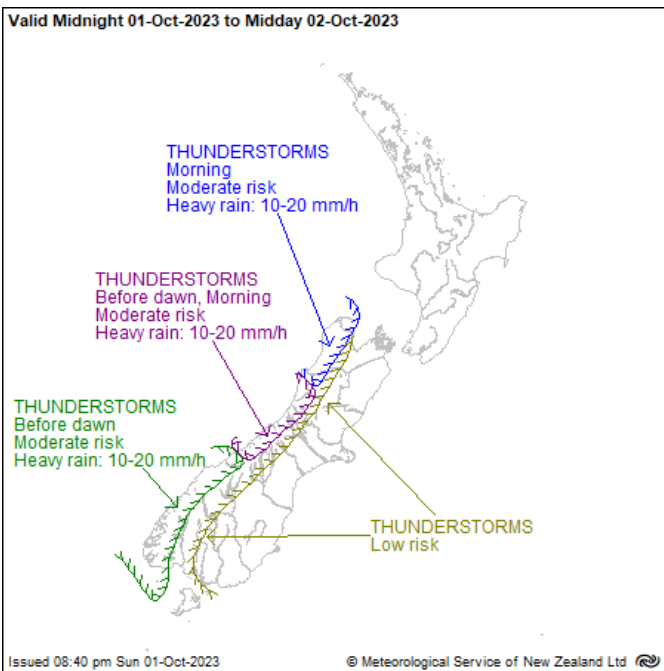 Valid Midnight 01-Oct-2023 to Midday 02-Oct-2023
THUNDERSTORMS
Morning
Moderate risk
Heavy rain: 10-20 mm/h
THUNDERSTORMS
Before dawn, Morning
Moderate risk
Heavy rain: 10-20 mm/h
THUNDERSTORMS
Before dawn
Moderate risk
Heavy rain: 10-20 mm/h
THUNDERSTORMS
Low risk
Issued 08:40 pm Sun 01-Oct-2023
© Meteorological Service of New Zealand Ltd